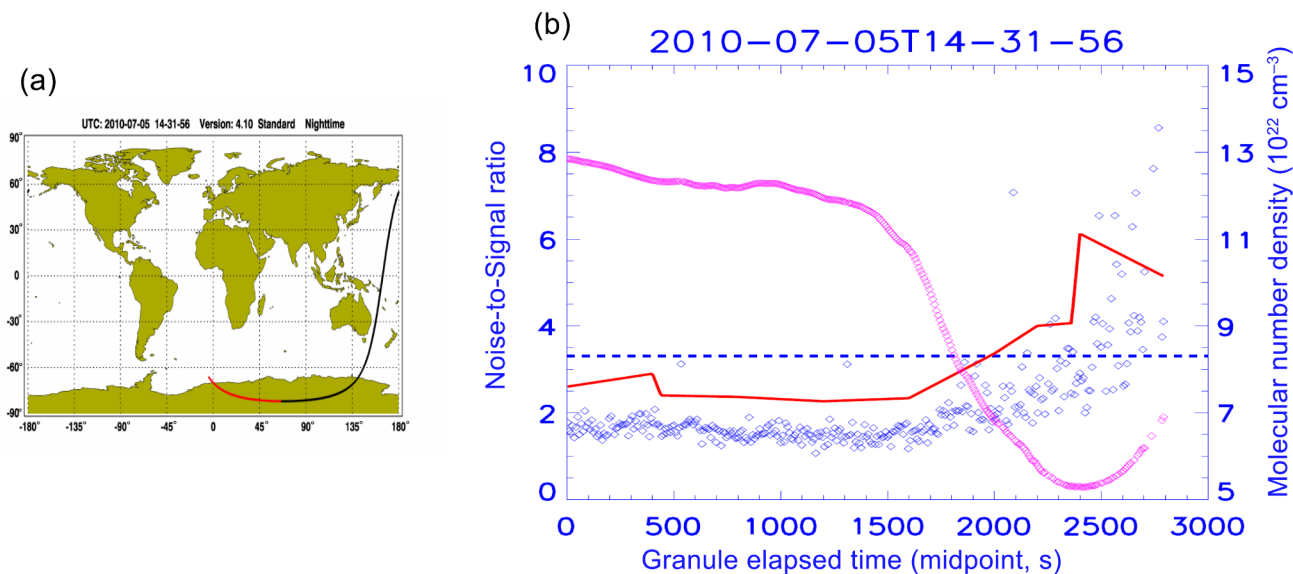 (a)
UTC: 2010-07-05 14-31-56 Version: 4.10 Standard Nighttime
90°
60°
30°
0
-30°
-60°
-90°
-180° -135° -90° -45° 0 45° 90° 135° 180°
(b)
2010-07-05T14-31-56
10
8
6
4
2
0
Noise-to-Signal ratio
15
13
11
9
7
5
Molecular number density (10²² cm⁻³)
0 500 1000 1500 2000 2500 3000
Granule elapsed time (midpoint, s)